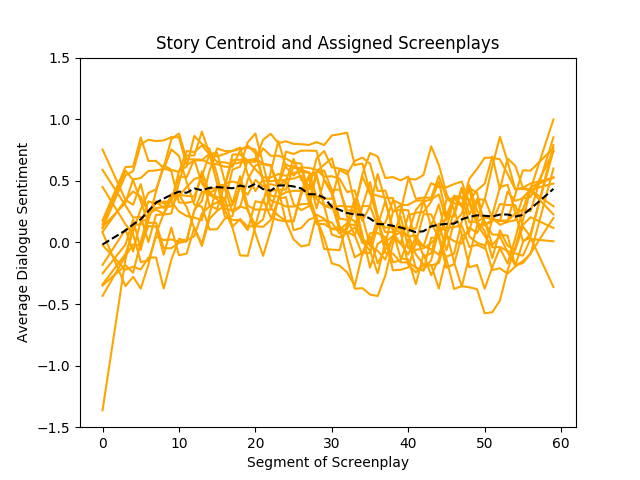 Story Centroid and Assigned Screenplays
1.5
1.0
0.5
0.0
−0.5
−1.0
−1.5
Average Dialogue Sentiment
0 10 20 30 40 50 60
Segment of Screenplay